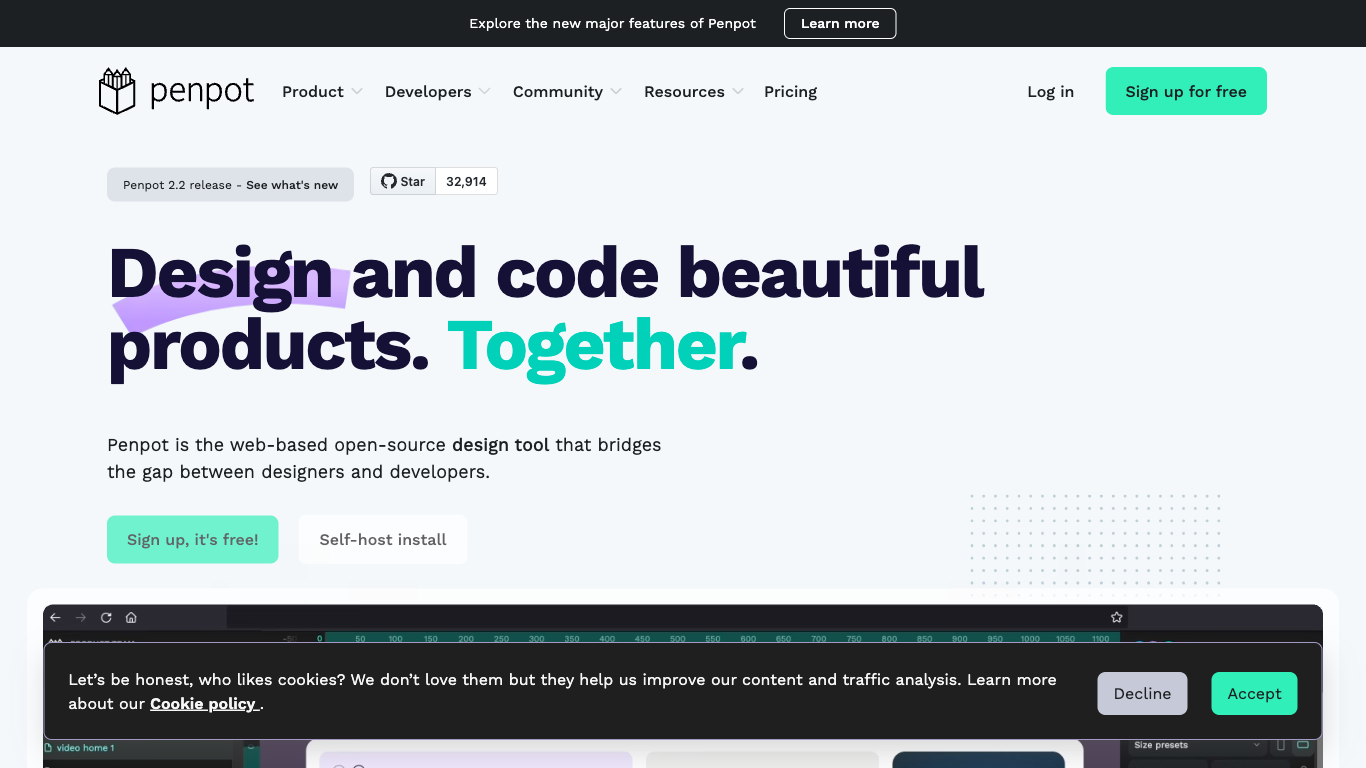 Explore the new major features of Penpot Learn more
penpot Product Developers Community Resources Pricing Log in Sign up for free
Penpot 2.2 release - See what's new Star 32,914
Design and code beautiful
products. Together.
Penpot is the web-based open-source design tool that bridges
the gap between designers and developers.
Sign up, it's free! Self-host install
-50 0 50 100 150 200 250 300 350 400 450 500 550 600 650 700 750 800 850 900 950 1000 1050 1100
Let’s be honest, who likes cookies? We don’t love them but they help us improve our content and traffic analysis. Learn more
about our Cookie policy .
Decline Accept
video home 1 Size presets